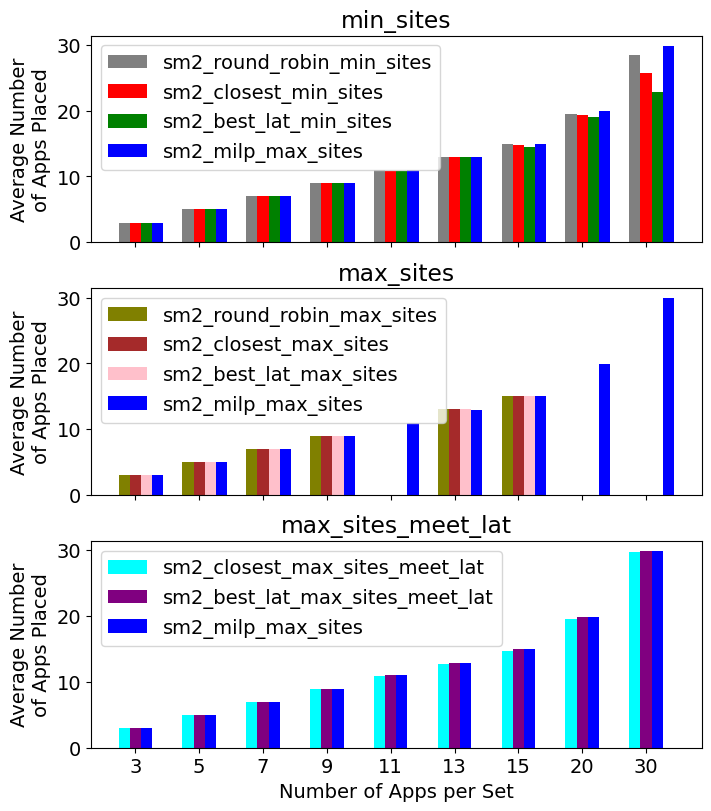 min_sites
30
20
10
0
Average Number
of Apps Placed
sm2_round_robin_min_sites
sm2_closest_min_sites
sm2_best_lat_min_sites
sm2_milp_max_sites
max_sites
30
20
10
0
Average Number
of Apps Placed
sm2_round_robin_max_sites
sm2_closest_max_sites
sm2_best_lat_max_sites
sm2_milp_max_sites
max_sites_meet_lat
30
20
10
0
Average Number
of Apps Placed
sm2_closest_max_sites_meet_lat
sm2_best_lat_max_sites_meet_lat
sm2_milp_max_sites
3 5 7 9 11 13 15 20 30
Number of Apps per Set